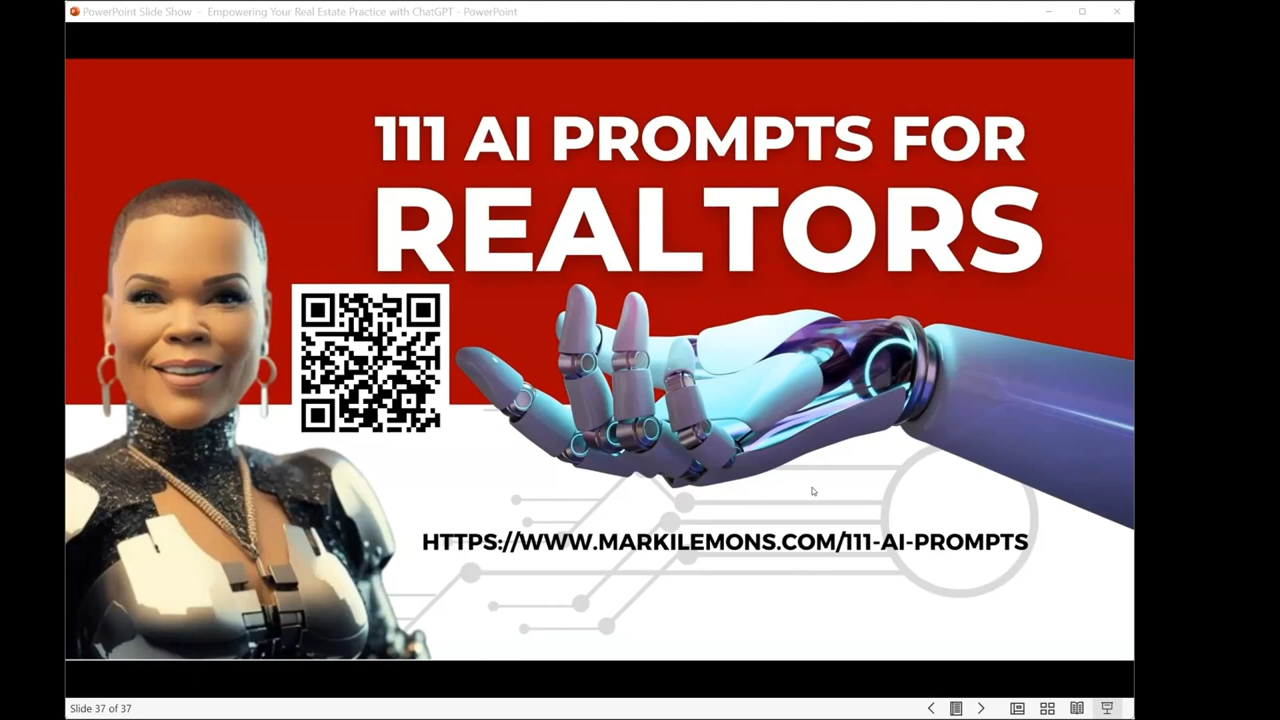 PowerPoint Slide Show - Empowering Your Real Estate Practice with ChatGPT - PowerPoint
111 AI PROMPTS FOR
REALTORS
HTTPS://WWW.MARKILEMONS.COM/111-AI-PROMPTS
Slide 37 of 37